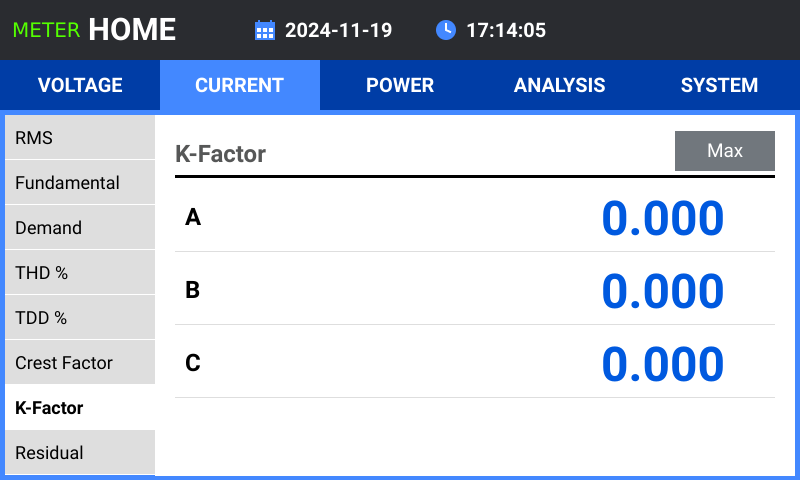 METER HOME 2024-11-19 17:14:05
VOLTAGE CURRENT POWER ANALYSIS SYSTEM
RMS
Fundamental
Demand
THD %
TDD %
Crest Factor
K-Factor
Residual
K-Factor Max
A 0.000
B 0.000
C 0.000